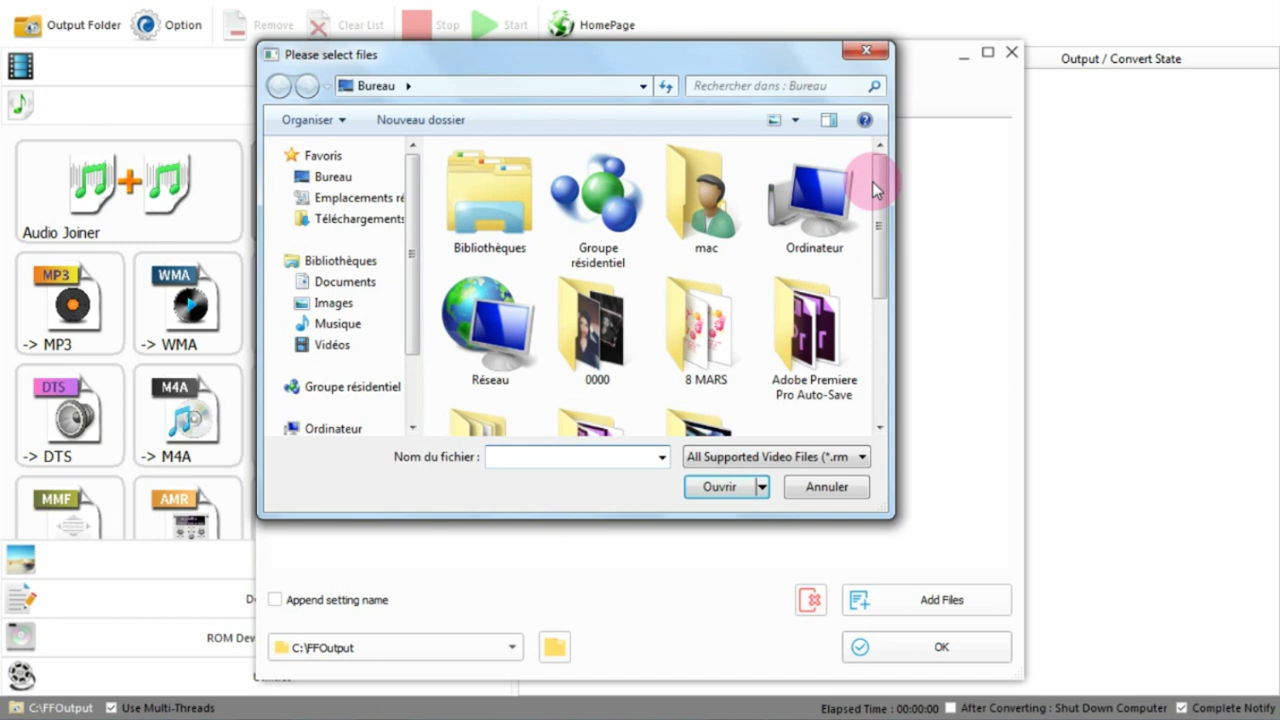 Output Folder Option Remove Clear List Stop Start HomePage
Please select files
Output / Convert State
Bureau
Rechercher dans : Bureau
Organiser Nouveau dossier
Favoris
Bureau
Emplacements ré
Téléchargements
Bibliothèques
Documents
Images
Musique
Vidéos
Groupe résidentiel
Ordinateur
Bibliothèques
Groupe
résidentiel
mac
Ordinateur
Réseau
0000
8 MARS
Adobe Premiere
Pro Auto-Save
Nom du fichier :
All Supported Video Files (*.rm
Ouvrir Annuler
Audio Joiner
MP3
-> MP3
WMA
-> WMA
DTS
-> DTS
M4A
-> M4A
MMF
AMR
ROM Dev
Append setting name
Add Files
C:\FFOutput
OK
C:\FFOutput Use Multi-Threads Elapsed Time : 00:00:00 After Converting : Shut Down Computer Complete Notify